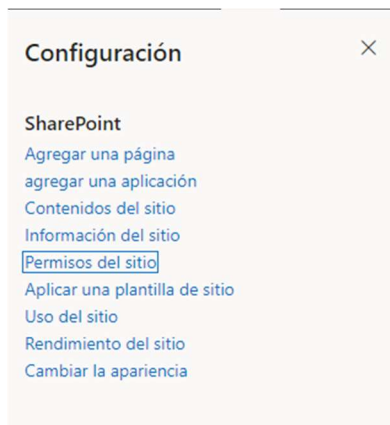 Configuración
SharePoint
Agregar una página
agregar una aplicación
Contenidos del sitio
Información del sitio
Permisos del sitio
Aplicar una plantilla de sitio
Uso del sitio
Rendimiento del sitio
Cambiar la apariencia